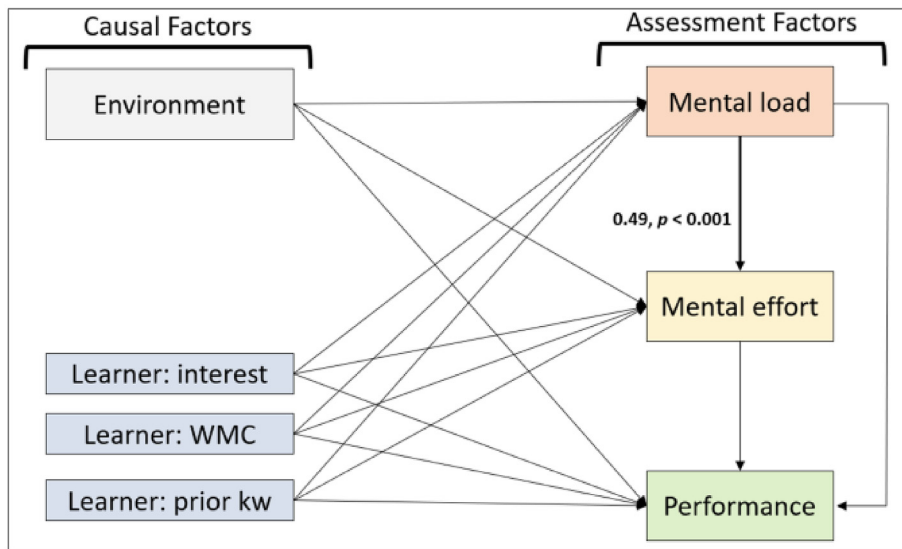 Causal Factors
Assessment Factors
Environment
Mental load
0.49, p < 0.001
Mental effort
Learner: interest
Learner: WMC
Learner: prior kw
Performance